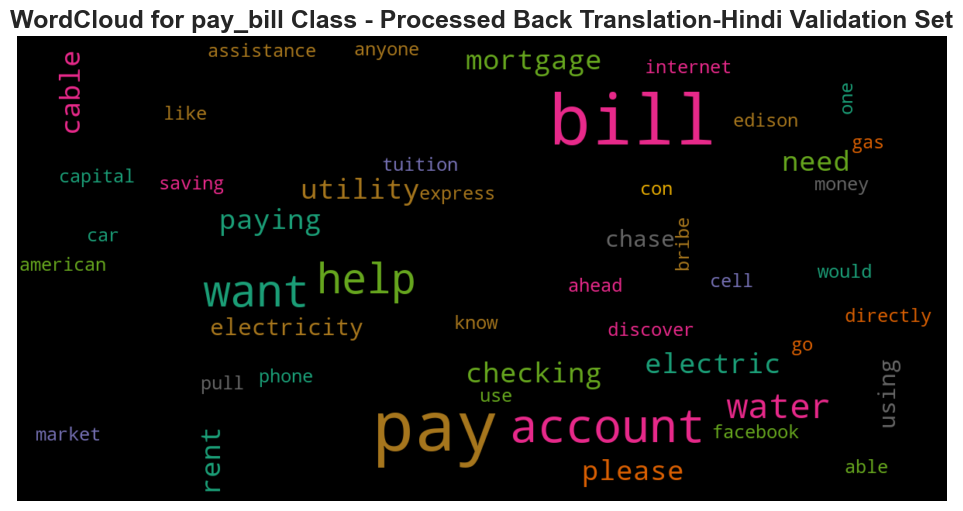 WordCloud for pay_bill Class - Processed Back Translation-Hindi Validation Set
assistance
anyone
cable
mortgage
internet
bill
one
like
edison
gas
tuition
need
capital
saving
utility
express
con
money
paying
car
chase
bribe
american
want
help
ahead
cell
would
electricity
know
discover
directly
go
pull
phone
checking
use
electric
using
market
rent
pay
account
water
facebook
please
able